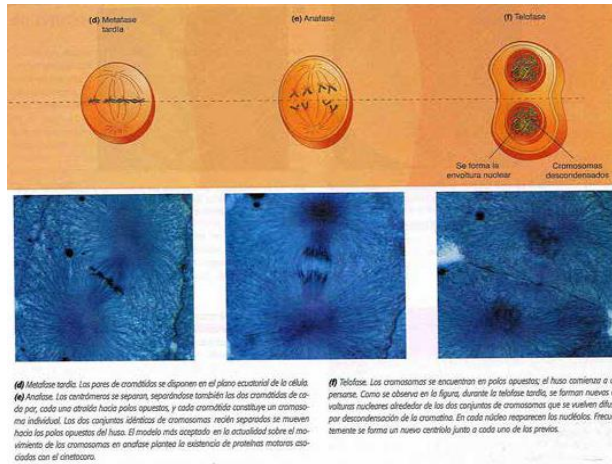 (d) Metafase
tardía
(e) Anafase
(f) Telofase
Se forma la
envoltura nuclear
Cromosomas
descondensados
(d) Metafase tardía. Los pares de cromátidas se disponen en el plano ecuatorial de la célula.
(e) Anafase. Los centrómeros se separan, separándose también las dos cromátidas de ca-
da par, cada una atraída hacia polos opuestos, y cada cromátida constituye un cromoso-
ma individual. Los dos conjuntos idénticos de cromosomas recién separados se mueven
hacia los polos opuestos del huso. El modelo más aceptado en la actualidad sobre el mo-
vimiento de los cromosomas en anafase plantea la existencia de proteínas motoras aso-
ciadas con el cinetocoro.
(f) Telofase. Los cromosomas se encuentran en polos opuestos; el huso comienza a
persarse. Como se observa en la figura, durante la telofase tardía, se forman nuevas
volturas nucleares alrededor de los dos conjuntos de cromosomas que se vuelven
por descondensación de la cromatina. En cada núcleo reaparecen los nucléolos.
temente se forma un nuevo centríolo junto a cada uno de los previos.